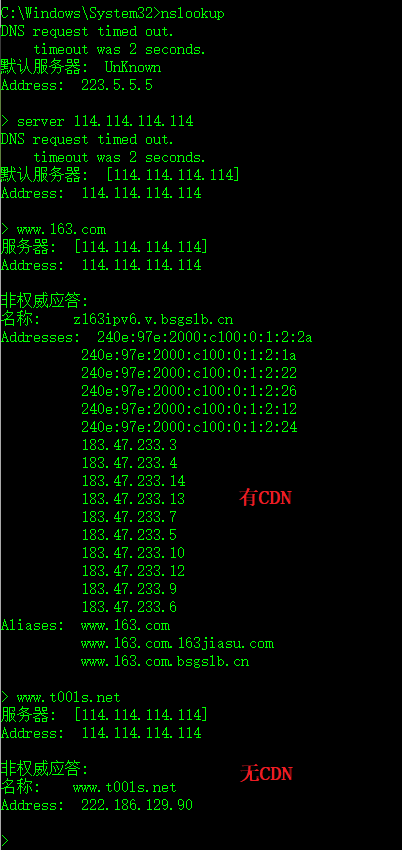 C:\Windows\System32>nslookup
DNS request timed out.
    timeout was 2 seconds.
默认服务器:  UnKnown
Address:  223.5.5.5
> server 114.114.114.114
DNS request timed out.
    timeout was 2 seconds.
默认服务器:  [114.114.114.114]
Address:  114.114.114.114
> www.163.com
服务器:  [114.114.114.114]
Address:  114.114.114.114
非权威应答:
名称:    z163ipv6.v.bsgslb.cn
Addresses:  240e:97e:2000:c100:0:1:2:2a
          240e:97e:2000:c100:0:1:2:1a
          240e:97e:2000:c100:0:1:2:22
          240e:97e:2000:c100:0:1:2:26
          240e:97e:2000:c100:0:1:2:12
          240e:97e:2000:c100:0:1:2:24
          183.47.233.3
          183.47.233.4
          183.47.233.14
          183.47.233.13
有CDN
          183.47.233.7
          183.47.233.5
          183.47.233.10
          183.47.233.12
          183.47.233.9
          183.47.233.6
Aliases:  www.163.com
          www.163.com.163jiasu.com
          www.163.com.bsgslb.cn
> www.t00ls.net
服务器:  [114.114.114.114]
Address:  114.114.114.114
非权威应答:
无CDN
名称:    www.t00ls.net
Address:  222.186.129.90
>